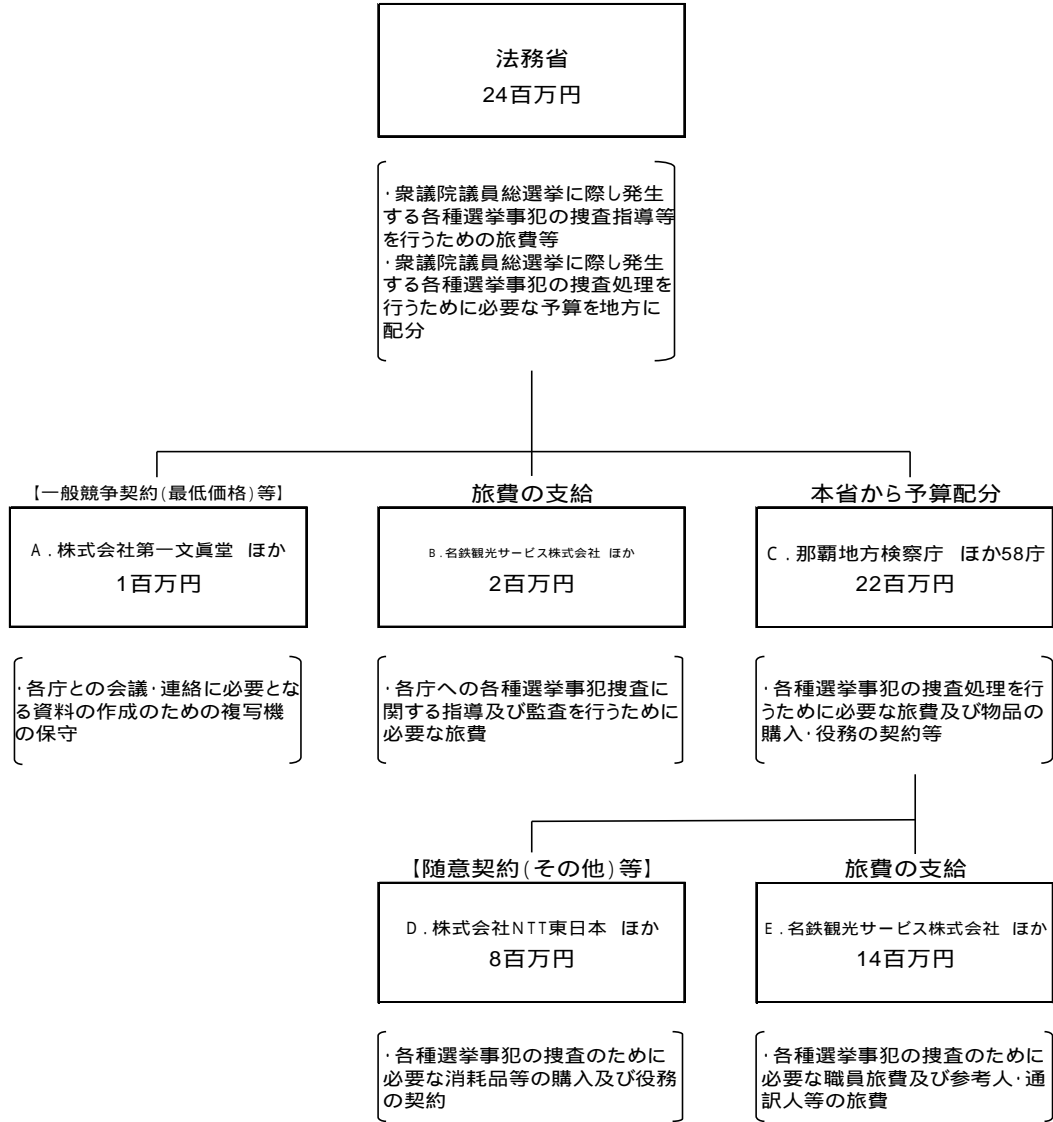 法務省
24百万円
･衆議院議員総選挙に際し発生
する各種選挙事犯の捜査指導等
を行うための旅費等
･衆議院議員総選挙に際し発生
する各種選挙事犯の捜査処理を
行うために必要な予算を地方に
配分
【一般競争契約(最低価格)等】
A．株式会社第一文眞堂 ほか
1百万円
･各庁との会議･連絡に必要とな
る資料の作成のための複写機
の保守
旅費の支給
B．名鉄観光サービス株式会社 ほか
2百万円
･各庁への各種選挙事犯捜査に
関する指導及び監査を行うために
必要な旅費
本省から予算配分
C．那覇地方検察庁 ほか58庁
22百万円
･各種選挙事犯の捜査処理を行
うために必要な旅費及び物品の
購入･役務の契約等
【随意契約(その他)等】
D．株式会社NTT東日本 ほか
8百万円
･各種選挙事犯の捜査のために
必要な消耗品等の購入及び役務
の契約
旅費の支給
E．名鉄観光サービス株式会社 ほか
14百万円
･各種選挙事犯の捜査のために
必要な職員旅費及び参考人･通
訳人等の旅費